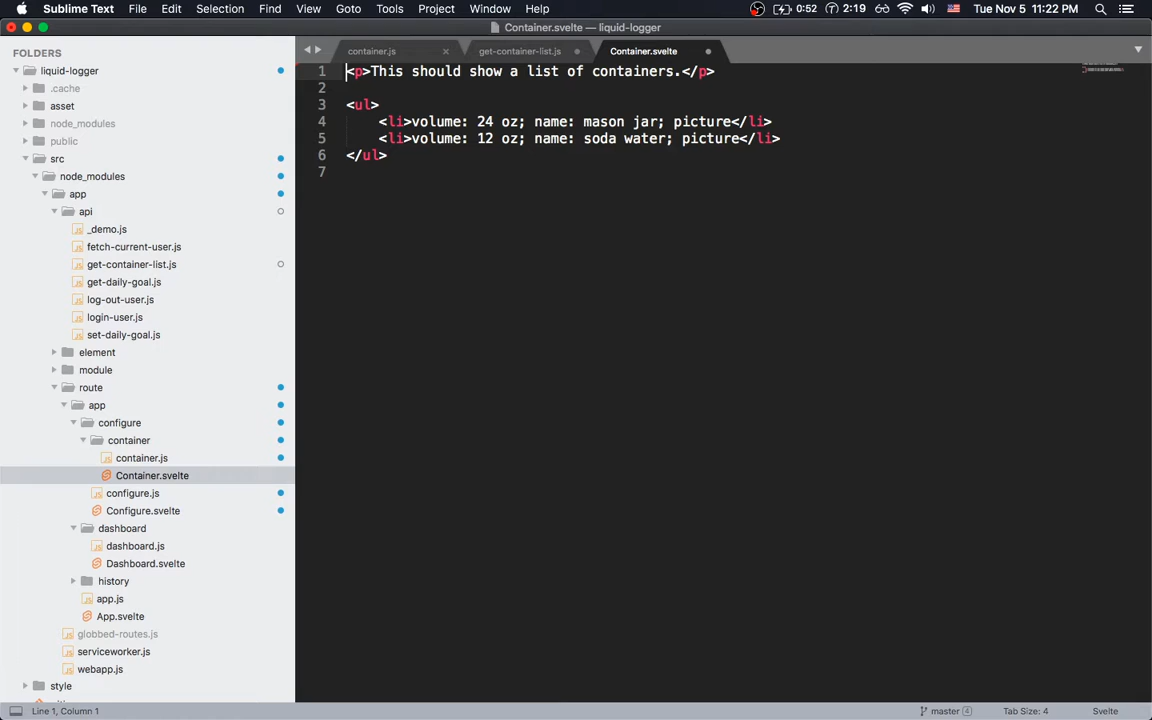 Sublime Text File Edit Selection Find View Goto Tools Project Window Help 0:52 2:19 Tue Nov 5 11:22 PM
Container.svelte — liquid-logger
FOLDERS
liquid-logger
.cache
asset
node_modules
public
src
node_modules
app
api
_demo.js
fetch-current-user.js
get-container-list.js
get-daily-goal.js
log-out-user.js
login-user.js
set-daily-goal.js
element
module
route
app
configure
container
container.js
Container.svelte
configure.js
Configure.svelte
dashboard
dashboard.js
Dashboard.svelte
history
app.js
App.svelte
globbed-routes.js
serviceworker.js
webapp.js
style
container.js × get-container-list.js Container.svelte
1 <p>This should show a list of containers.</p>
2
3 <ul>
4 <li>volume: 24 oz; name: mason jar; picture</li>
5 <li>volume: 12 oz; name: soda water; picture</li>
6 </ul>
7
Line 1, Column 1 master 4 Tab Size: 4 Svelte